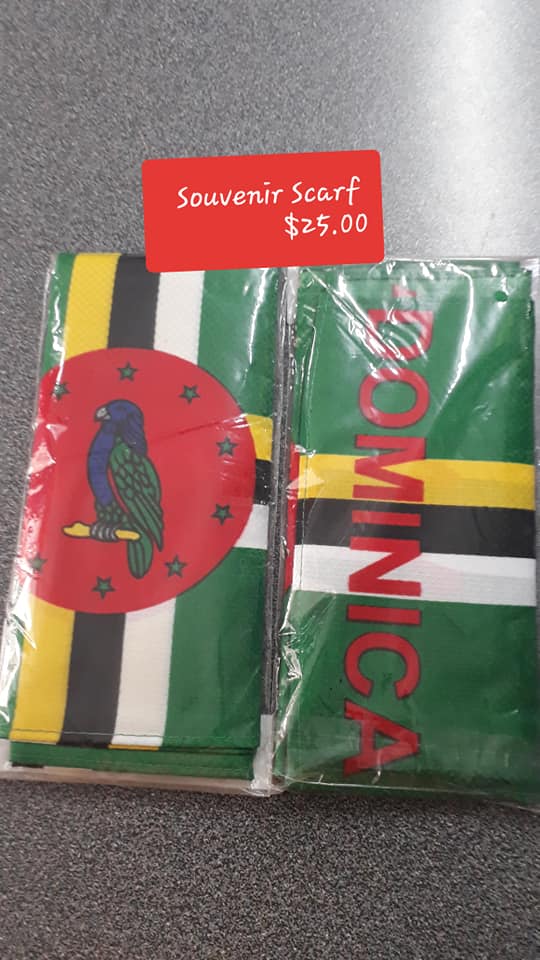 Souvenir Scarf
$25.00
DOMINICA